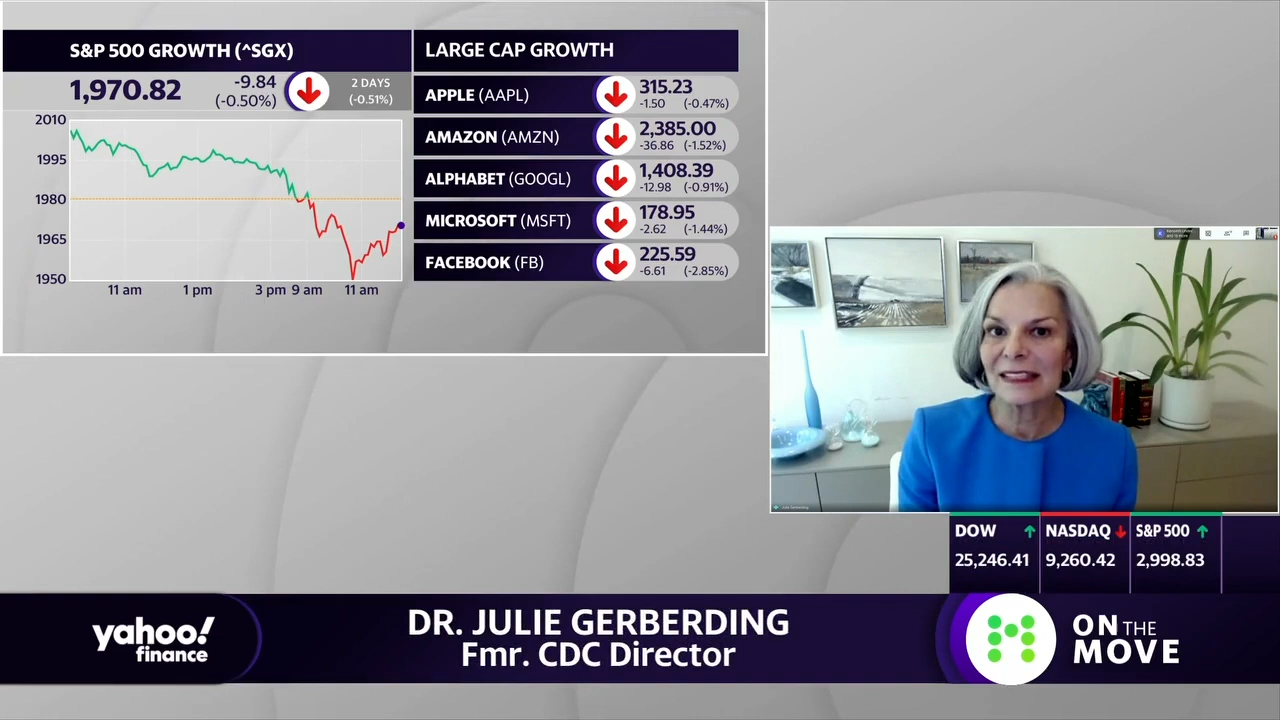 S&P 500 GROWTH (^SGX)
1,970.82
-9.84
(-0.50%)
2 DAYS
(-0.51%)
2010
1995
1980
1965
1950
11 am
1 pm
3 pm
9 am
11 am
LARGE CAP GROWTH
APPLE (AAPL)
315.23
-1.50 (-0.47%)
AMAZON (AMZN)
2,385.00
-36.86 (-1.52%)
ALPHABET (GOOGL)
1,408.39
-12.98 (-0.91%)
MICROSOFT (MSFT)
178.95
-2.62 (-1.44%)
FACEBOOK (FB)
225.59
-6.61 (-2.85%)
Julie Gerberding
DOW
25,246.41
NASDAQ
9,260.42
S&P 500
2,998.83
yahoo!
finance
DR. JULIE GERBERDING
Fmr. CDC Director
ON THE
MOVE